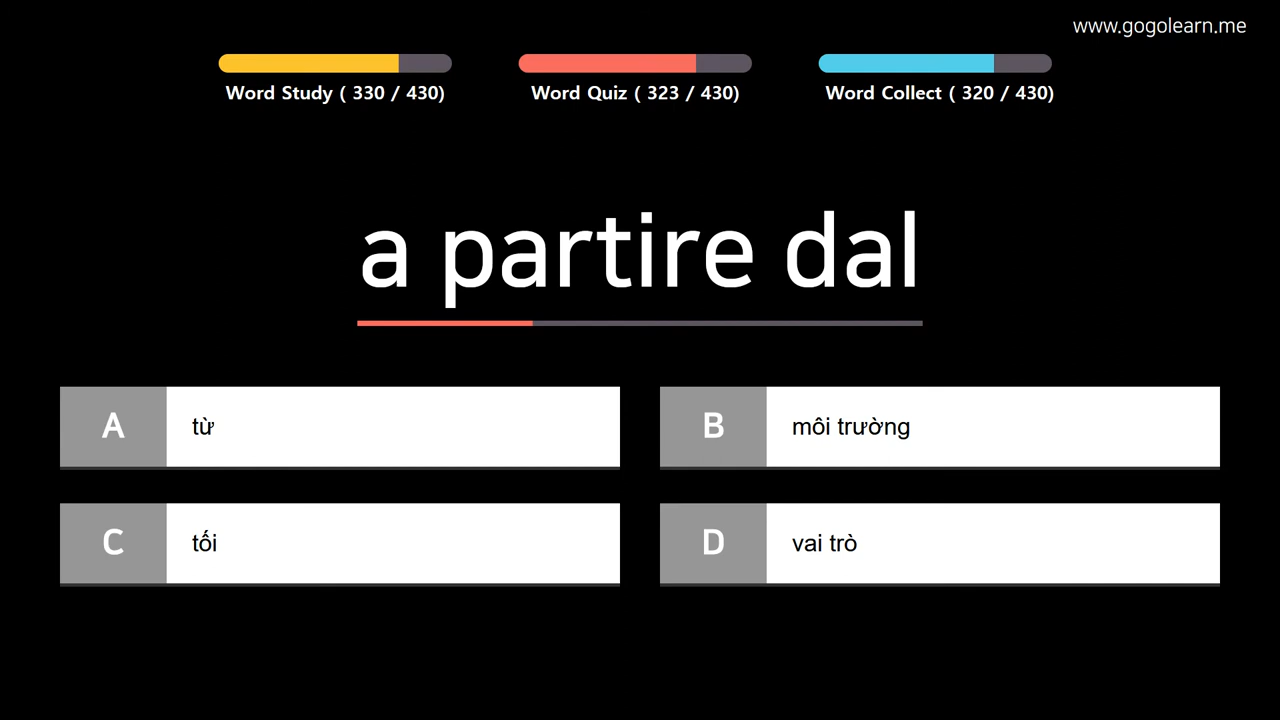 www.gogolearn.me
Word Study ( 330 / 430)
Word Quiz ( 323 / 430)
Word Collect ( 320 / 430)
a partire dal
A từ
B môi trường
C tối
D vai trò